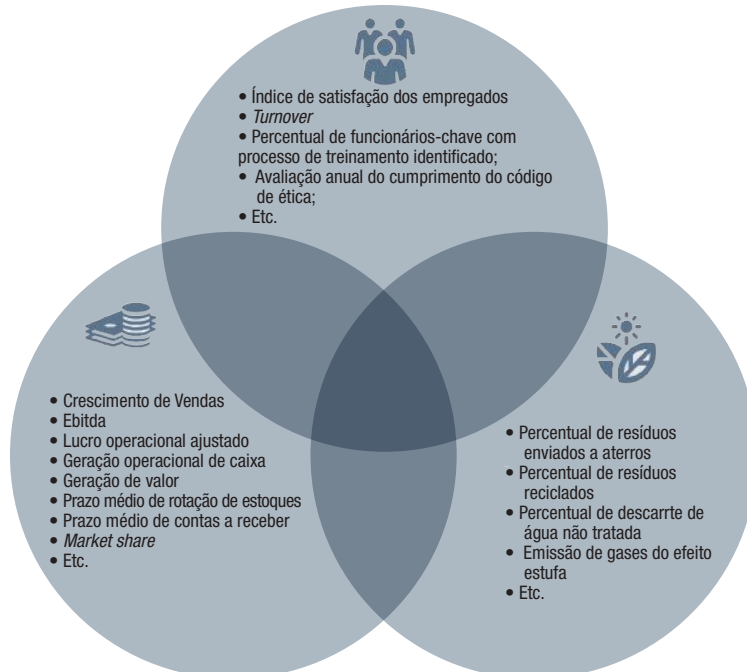 • Índice de satisfação dos empregados
• Turnover
• Percentual de funcionários-chave com
processo de treinamento identificado;
• Avaliação anual do cumprimento do código
de ética;
• Etc.
• Crescimento de Vendas
• Ebitda
• Lucro operacional ajustado
• Geração operacional de caixa
• Geração de valor
• Prazo médio de rotação de estoques
• Prazo médio de contas a receber
• Market share
• Etc.
• Percentual de resíduos
enviados a aterros
• Percentual de resíduos
reciclados
• Percentual de descarrte de
água não tratada
• Emissão de gases do efeito
estufa
• Etc.